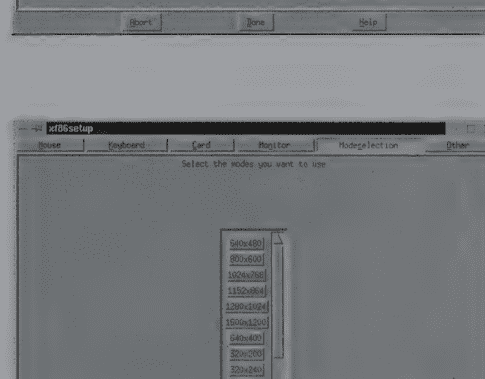 Abort Done Help
xf86setup
Mouse Keyboard Card Monitor Modeselection Other
Select the modes you want to use
640x480
800x600
1024x768
1152x864
1280x1024
1600x1200
640x400
320x200
320x240